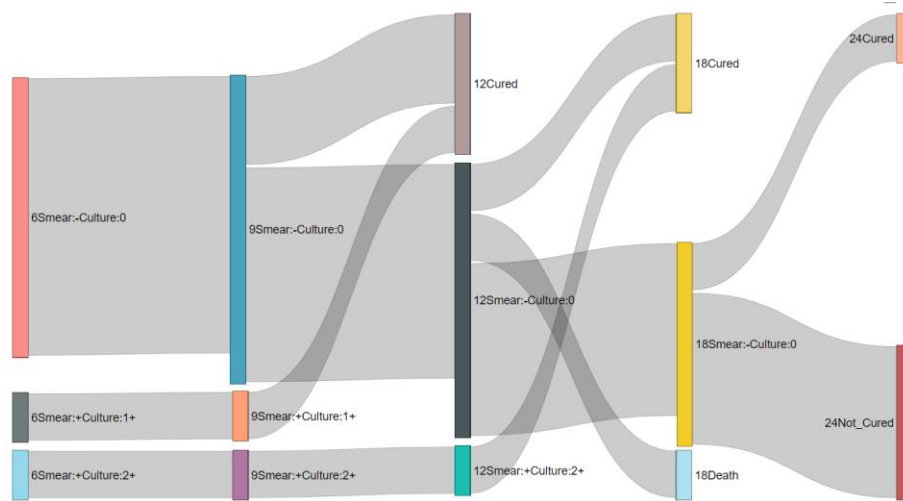 6Smear:-Culture:0
6Smear:+Culture:1+
6Smear:+Culture:2+
9Smear:-Culture:0
9Smear:+Culture:1+
9Smear:+Culture:2+
12Cured
12Smear:-Culture:0
12Smear:+Culture:2+
18Cured
18Smear:-Culture:0
18Death
24Cured
24Not_Cured